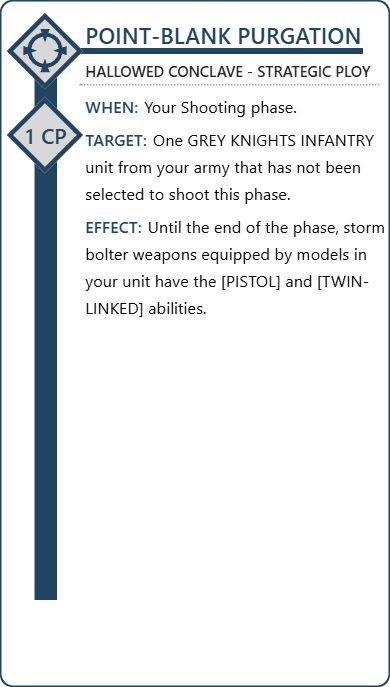 POINT-BLANK PURGATION
HALLOWED CONCLAVE - STRATEGIC PLOY
WHEN: Your Shooting phase.
1 CP
TARGET: One GREY KNIGHTS INFANTRY
unit from your army that has not been
selected to shoot this phase.
EFFECT: Until the end of the phase, storm
bolter weapons equipped by models in
your unit have the [PISTOL] and [TWIN-
LINKED] abilities.